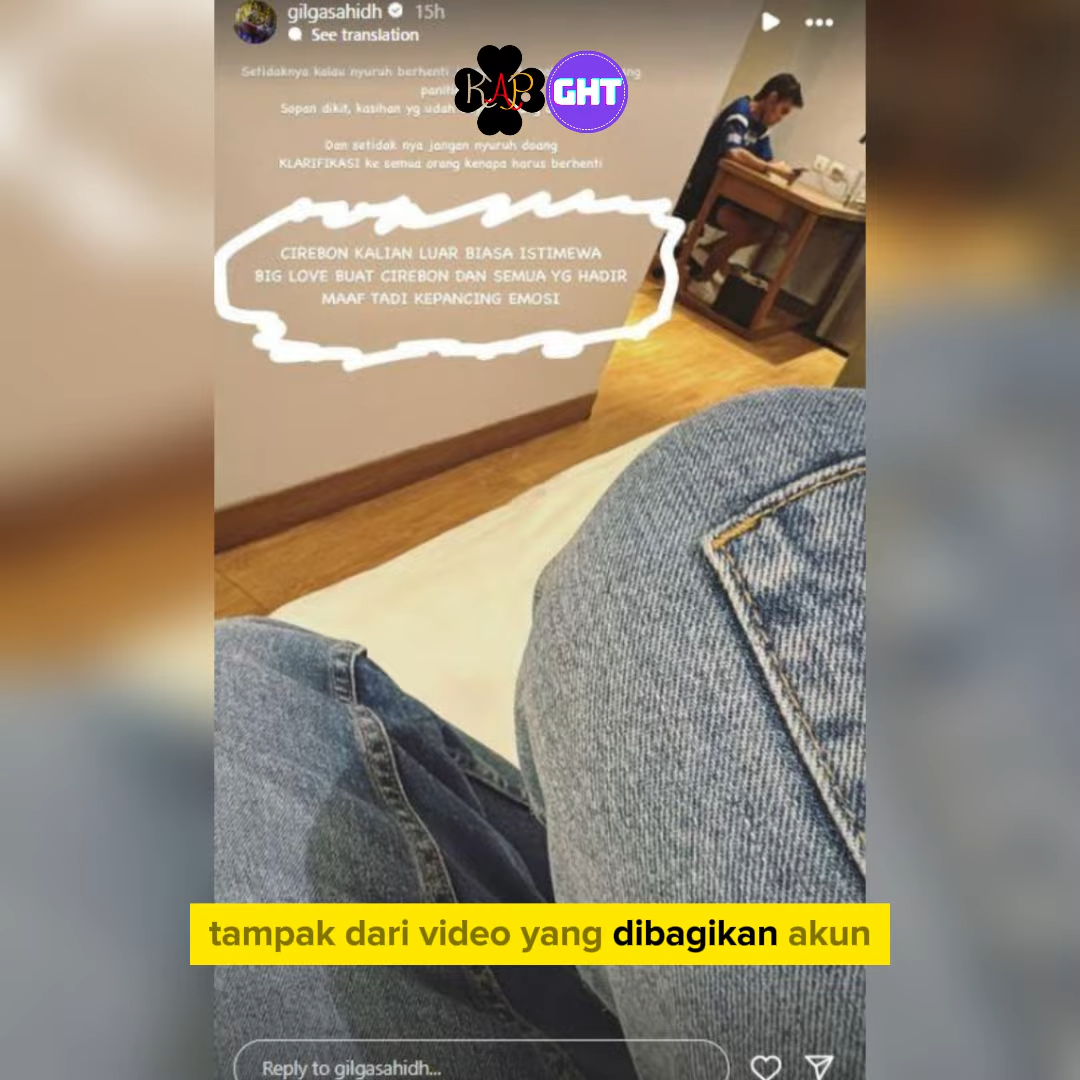 gilgasahidh 15h
See translation
KAP.
GHT
Setidaknya kalau nyuruh berhenti
Sopan dikit, kasihan yg udah
Dan setidak nya jangan nyuruh doang
KLARIFIKASI ke semua orang kenapa harus berhenti
CIREBON KALIAN LUAR BIASA ISTIMEWA
BIG LOVE BUAT CIREBON DAN SEMUA YG HADIR
MAAF TADI KEPANCING EMOSI
tampak dari video yang dibagikan akun
Reply to gilgasahidh...